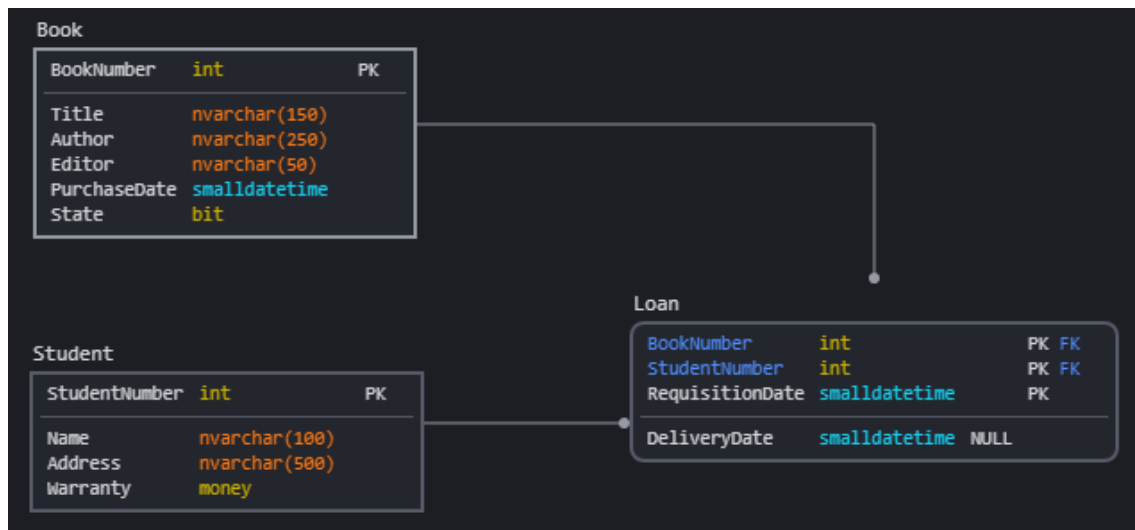 Book
BookNumber int PK
Title nvarchar(150)
Author nvarchar(250)
Editor nvarchar(50)
PurchaseDate smalldatetime
State bit
Student
StudentNumber int PK
Name nvarchar(100)
Address nvarchar(500)
Warranty money
Loan
BookNumber int PK FK
StudentNumber int PK FK
RequisitionDate smalldatetime PK
DeliveryDate smalldatetime NULL